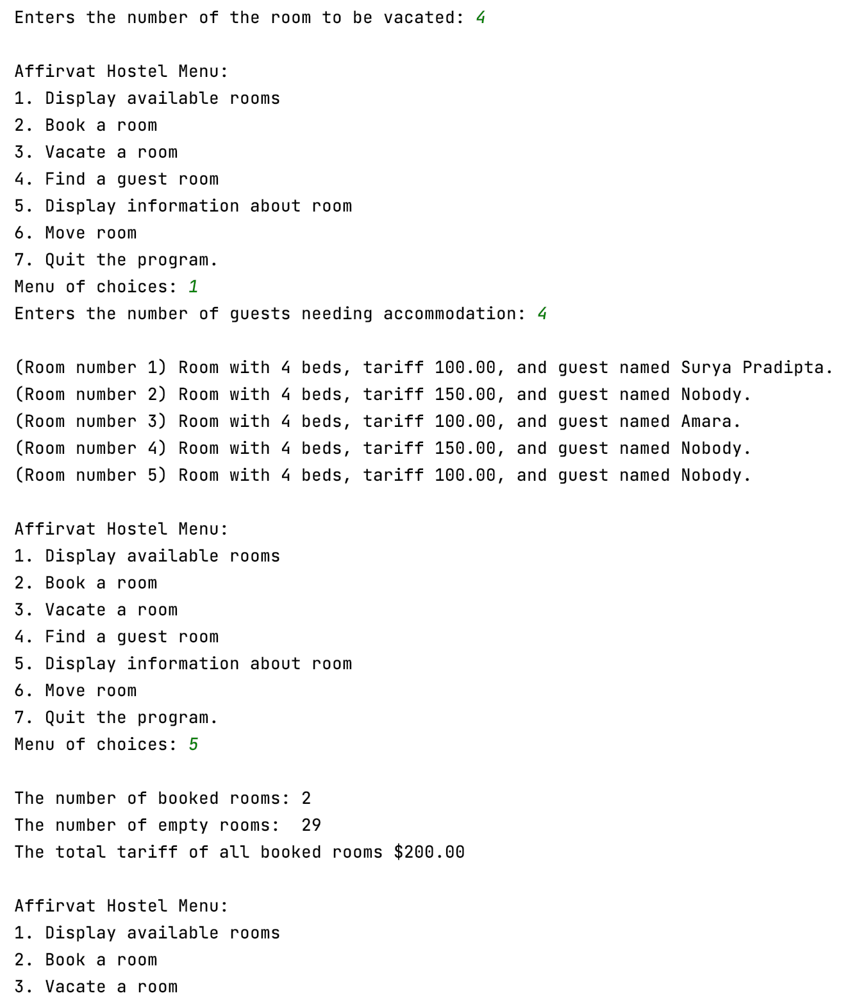 Enters the number of the room to be vacated: 4
Affirvat Hostel Menu:
1. Display available rooms
2. Book a room
3. Vacate a room
4. Find a guest room
5. Display information about room
6. Move room
7. Quit the program.
Menu of choices: 1
Enters the number of guests needing accommodation: 4
(Room number 1) Room with 4 beds, tariff 100.00, and guest named Surya Pradipta.
(Room number 2) Room with 4 beds, tariff 150.00, and guest named Nobody.
(Room number 3) Room with 4 beds, tariff 100.00, and guest named Amara.
(Room number 4) Room with 4 beds, tariff 150.00, and guest named Nobody.
(Room number 5) Room with 4 beds, tariff 100.00, and guest named Nobody.
Affirvat Hostel Menu:
1. Display available rooms
2. Book a room
3. Vacate a room
4. Find a guest room
5. Display information about room
6. Move room
7. Quit the program.
Menu of choices: 5
The number of booked rooms: 2
The number of empty rooms:  29
The total tariff of all booked rooms $200.00
Affirvat Hostel Menu:
1. Display available rooms
2. Book a room
3. Vacate a room